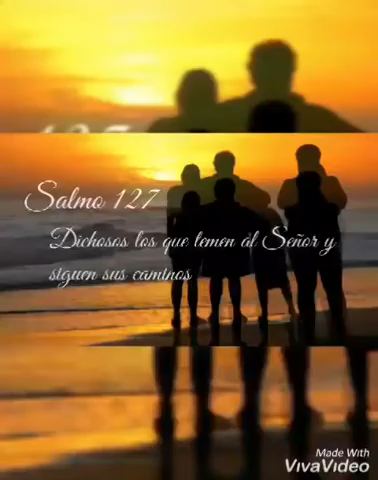 Salmo 127
Dichosos los que temen al Señor y
siguen sus caminos
Made With
VivaVideo